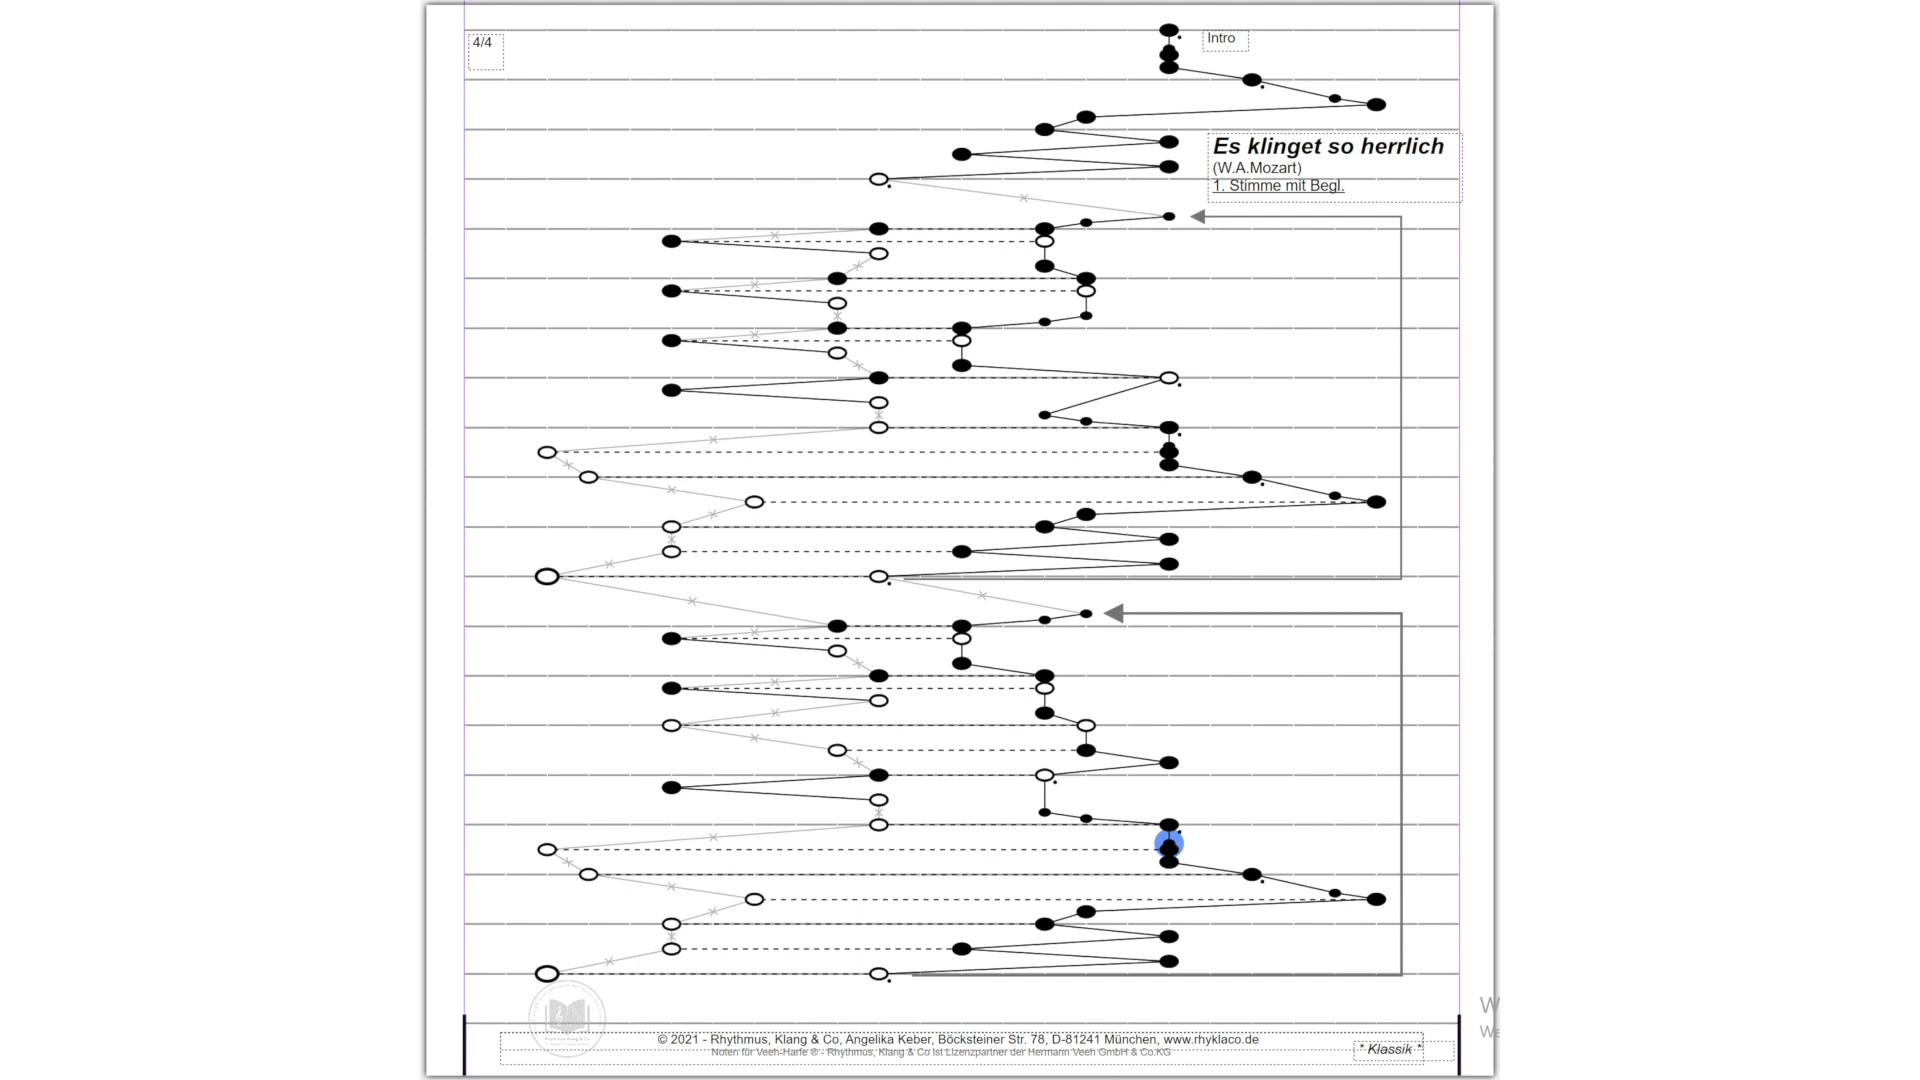 4/4
Intro
Es klinget so herrlich
(W.A.Mozart)
1. Stimme mit Begl.
W
We
© 2021 - Rhythmus, Klang & Co, Angelika Keber, Böcksteiner Str. 78, D-81241 München, www.rhyklaco.de
Noten für Veeh-Harfe ® - Rhythmus, Klang & Co ist Lizenzpartner der Hermann Veeh GmbH & Co.KG
* Klassik *